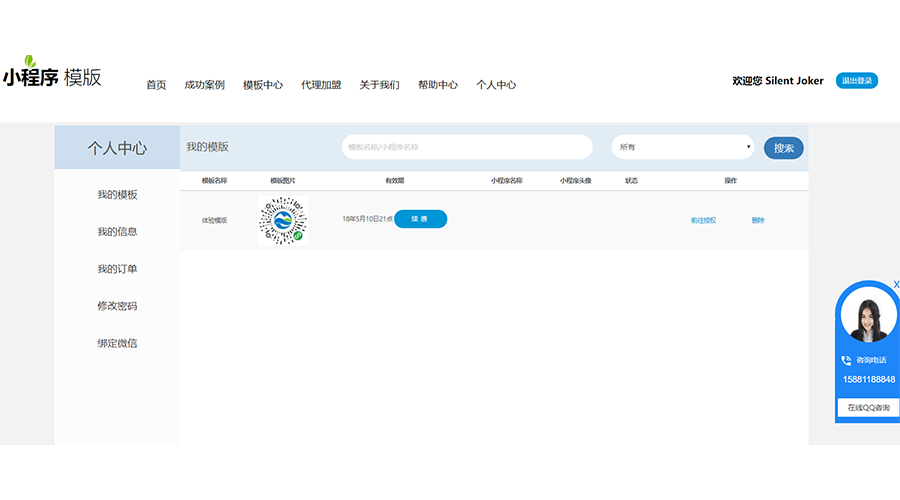 小程序 模版
首页 成功案例 模板中心 代理加盟 关于我们 帮助中心 个人中心
欢迎您 Silent Joker 退出登录
个人中心
我的模版 模板名称/小程序名称 所有 搜索
模板名称 模板图片 有效期 小程序名称 小程序头像 状态 操作
体验模版 18年5月10日21点 续费 前往授权 删除
我的模板
我的信息
我的订单
修改密码
绑定微信
X
咨询电话
15881188848
在线QQ咨询